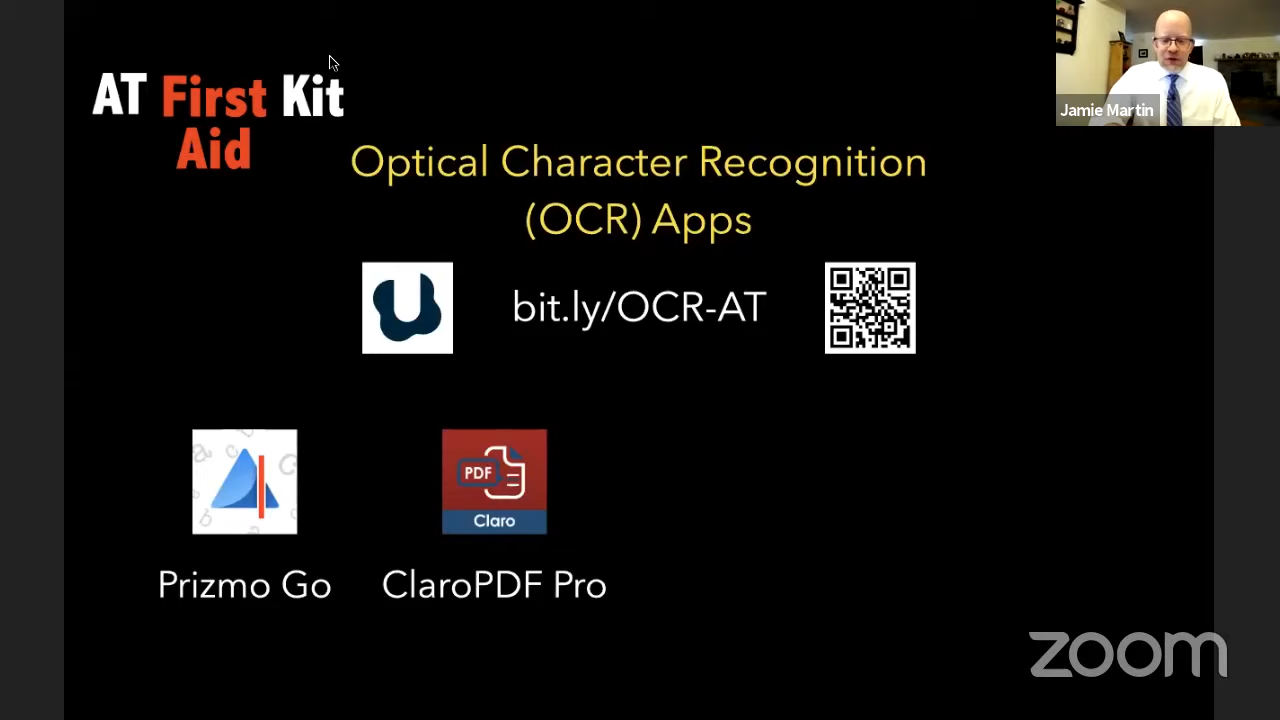 AT First Kit
Aid
Jamie Martin
Optical Character Recognition
(OCR) Apps
bit.ly/OCR-AT
PDF
Claro
Prizmo Go
ClaroPDF Pro
zoom